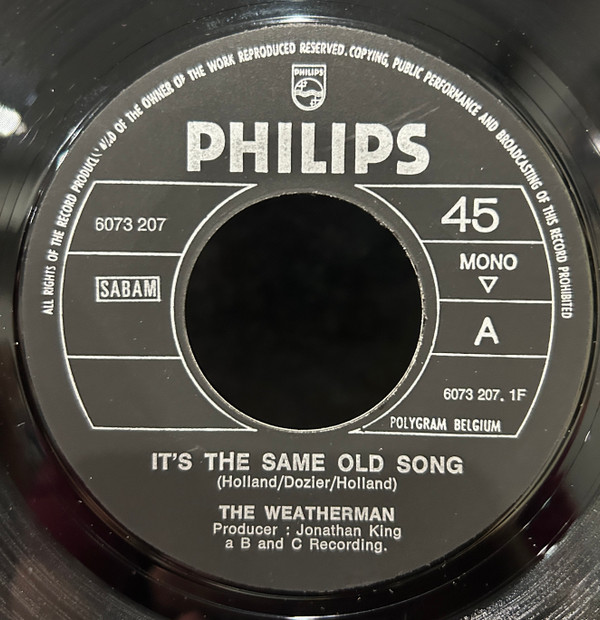 ALL RIGHTS OF THE RECORD PRODUCER AND OF THE OWNER OF THE WORK REPRODUCED RESERVED. COPYING, PUBLIC PERFORMANCE AND BROADCASTING OF THIS RECORD PROHIBITED
PHILIPS
PHILIPS
6073 207
45
SABAM
MONO
A
6073 207. 1F
POLYGRAM BELGIUM
IT'S THE SAME OLD SONG
(Holland/Dozier/Holland)
THE WEATHERMAN
Producer : Jonathan King
a B and C Recording.